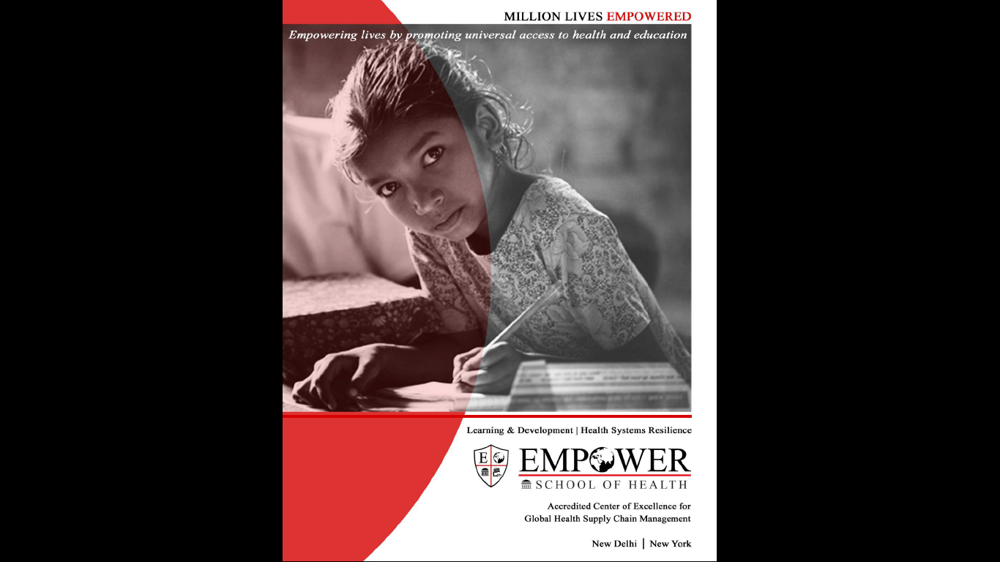 MILLION LIVES EMPOWERED
Empowering lives by promoting universal access to health and education
Learning & Development | Health Systems Resilience
E
EMPOWER
SCHOOL OF HEALTH
Accredited Center of Excellence for
Global Health Supply Chain Management
New Delhi | New York